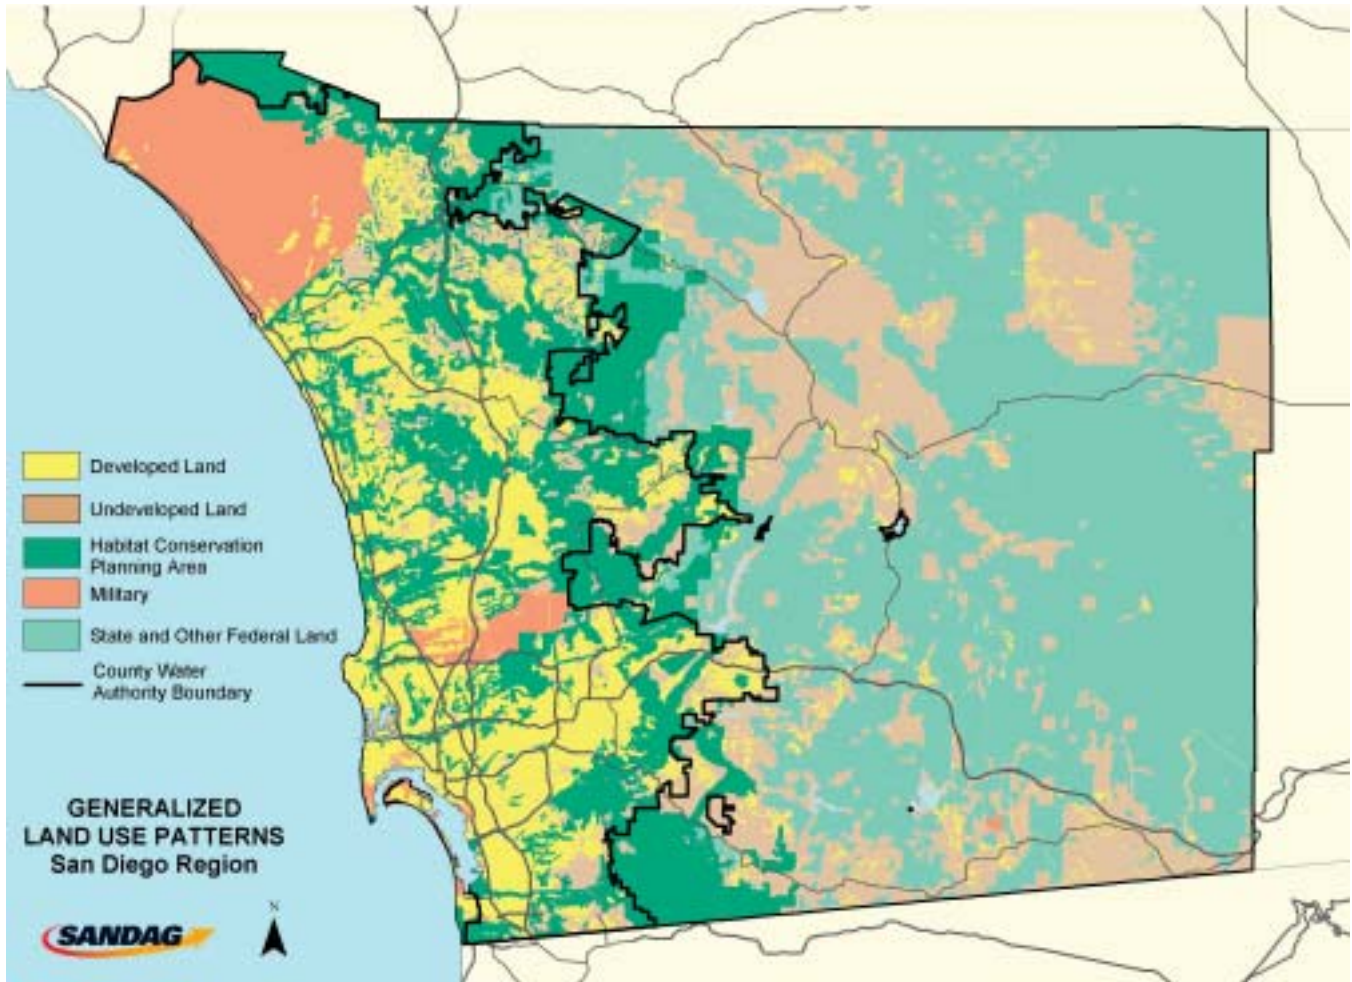 Developed Land
Undeveloped Land
Habitat Conservation
Planning Area
Military
State and Other Federal Land
County Water
Authority Boundary
GENERALIZED
LAND USE PATTERNS
San Diego Region
SANDAG
N